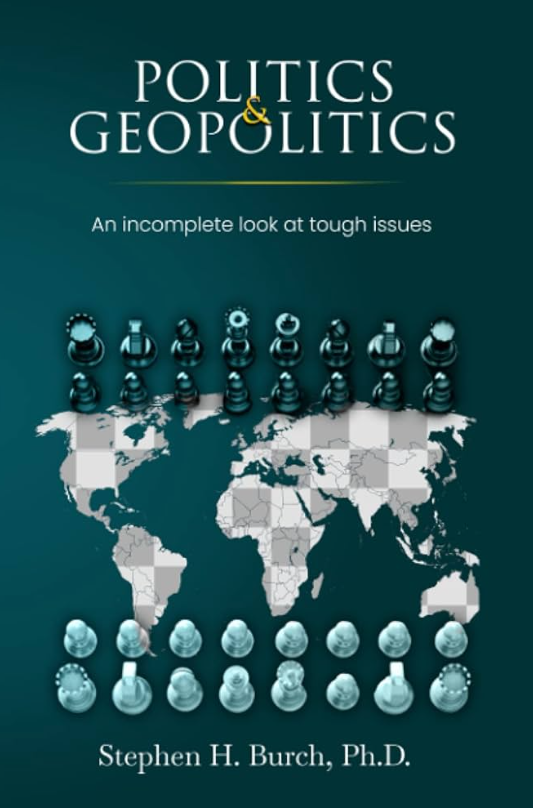 POLITICS
&
GEOPOLITICS
An incomplete look at tough issues
Stephen H. Burch, Ph.D.